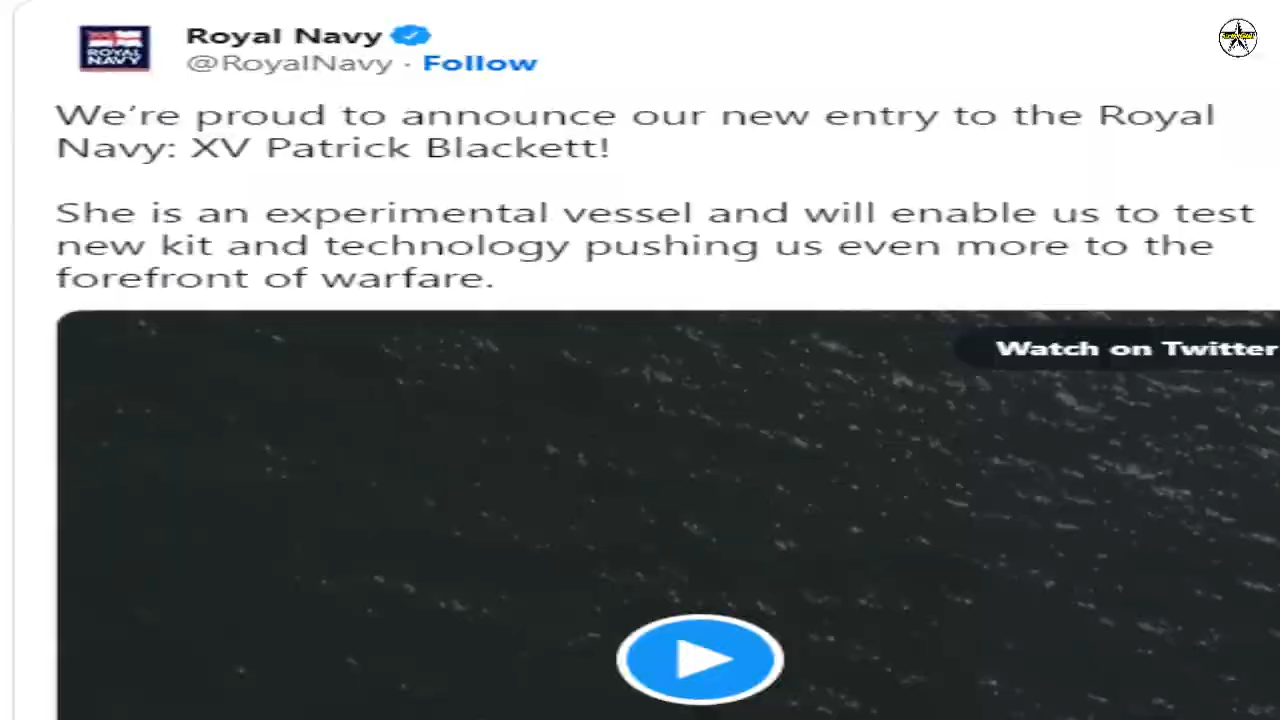 Royal Navy
@RoyalNavy · Follow
ROYAL
NAVY
We're proud to announce our new entry to the Royal
Navy: XV Patrick Blackett!
She is an experimental vessel and will enable us to test
new kit and technology pushing us even more to the
forefront of warfare.
Watch on Twitter